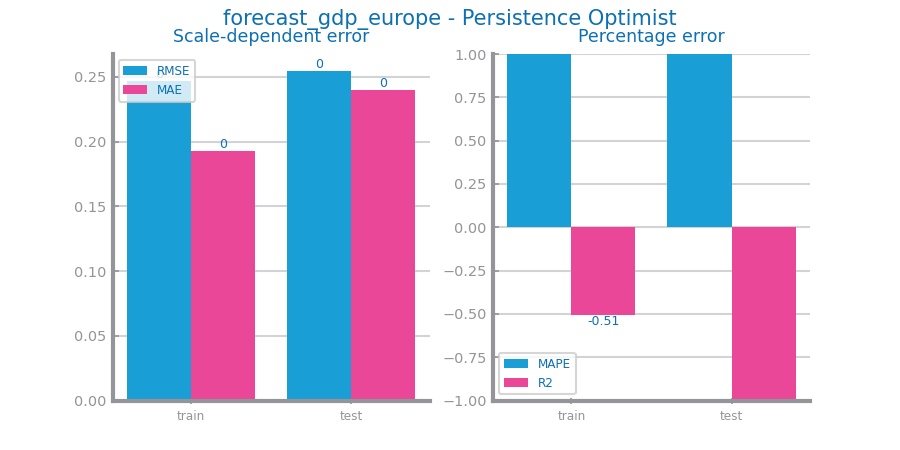 forecast_gdp_europe - Persistence Optimist
Scale-dependent error
RMSE
MAE
0
0
0
0.25
0.20
0.15
0.10
0.05
0.00
train
test
Percentage error
1.00
0.75
0.50
0.25
0.00
−0.25
−0.50
−0.75
−1.00
-0.51
MAPE
R2
train
test